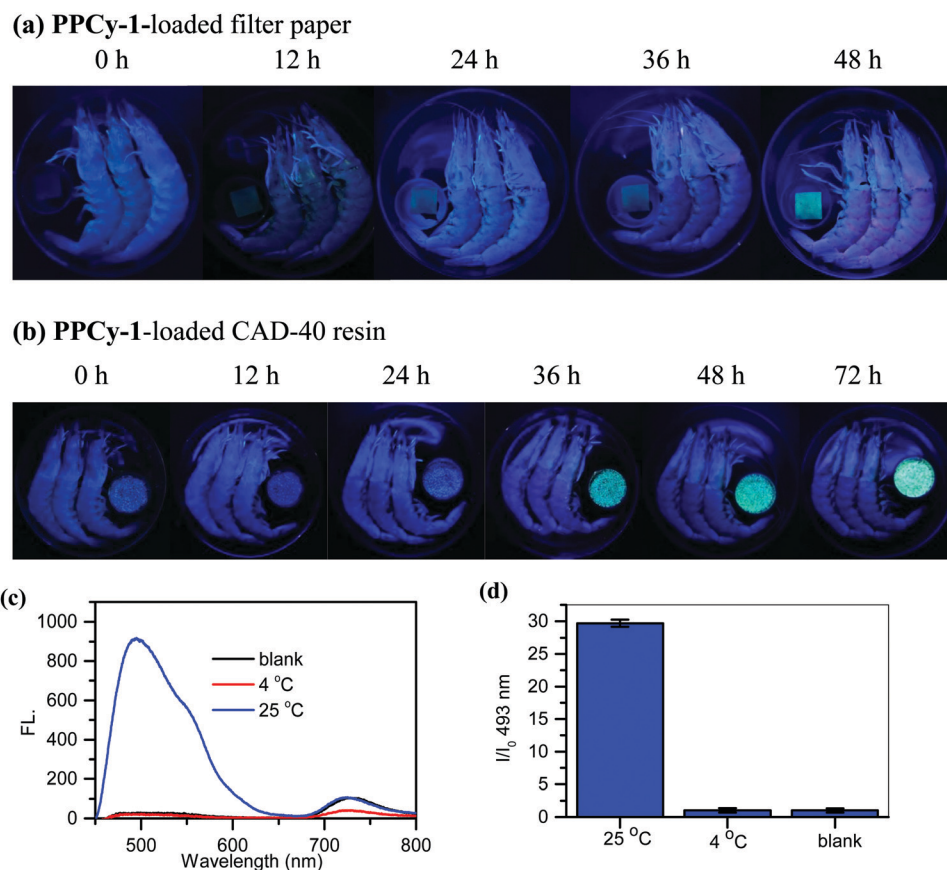 (a) PPCy-1-loaded filter paper
0 h 12 h 24 h 36 h 48 h
(b) PPCy-1-loaded CAD-40 resin
0 h 12 h 24 h 36 h 48 h 72 h
(c)
1000
800
600
400
200
0
FL.
blank
4 °C
25 °C
500 600 700 800
Wavelength (nm)
(d)
30
25
20
15
10
5
0
I/I₀ 493 nm
25 °C 4 °C blank